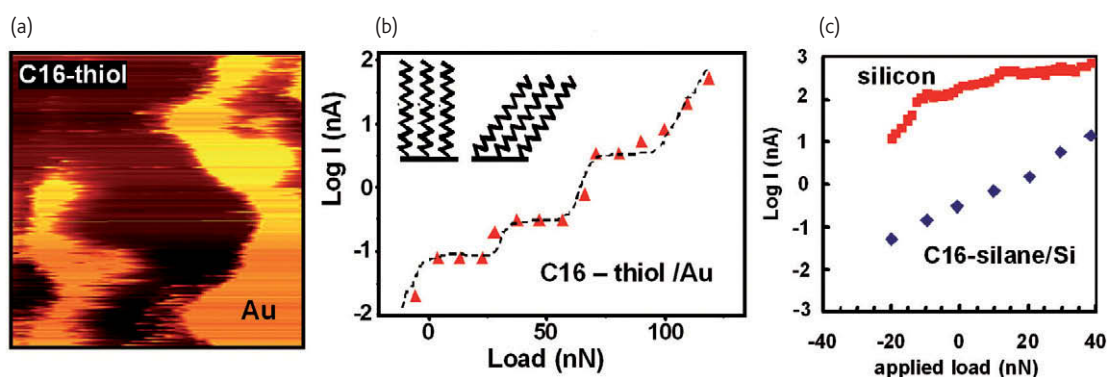 (a)
C16-thiol
Au
(b)
2
1
0
-1
-2
Log I (nA)
C16 – thiol /Au
0
50
100
Load (nN)
(c)
3
2
1
0
-1
-2
-3
Log I (nA)
silicon
C16-silane/Si
-40
-20
0
20
40
applied load (nN)